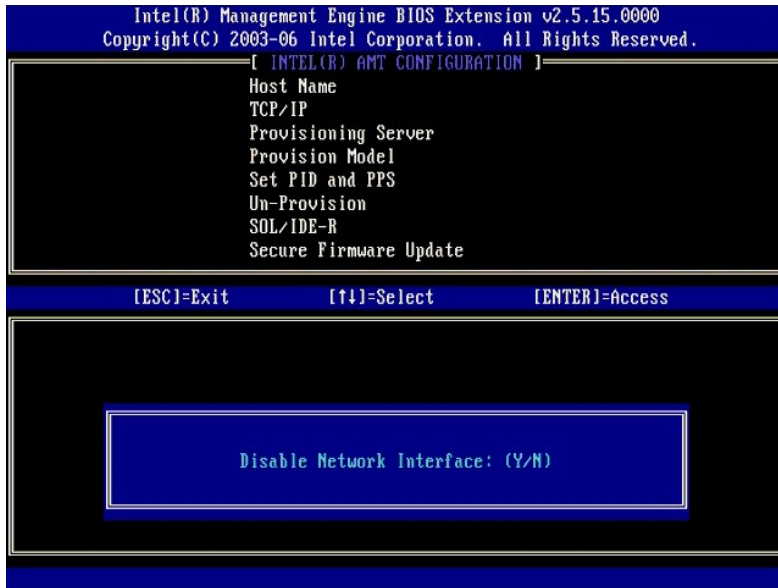 Intel(R) Management Engine BIOS Extension v2.5.15.0000
Copyright(C) 2003-06 Intel Corporation. All Rights Reserved.
[ INTEL(R) AMT CONFIGURATION ]
Host Name
TCP/IP
Provisioning Server
Provision Model
Set PID and PPS
Un-Provision
SOL/IDE-R
Secure Firmware Update
[ESC]=Exit [↑↓]=Select [ENTER]=Access
Disable Network Interface: (Y/N)